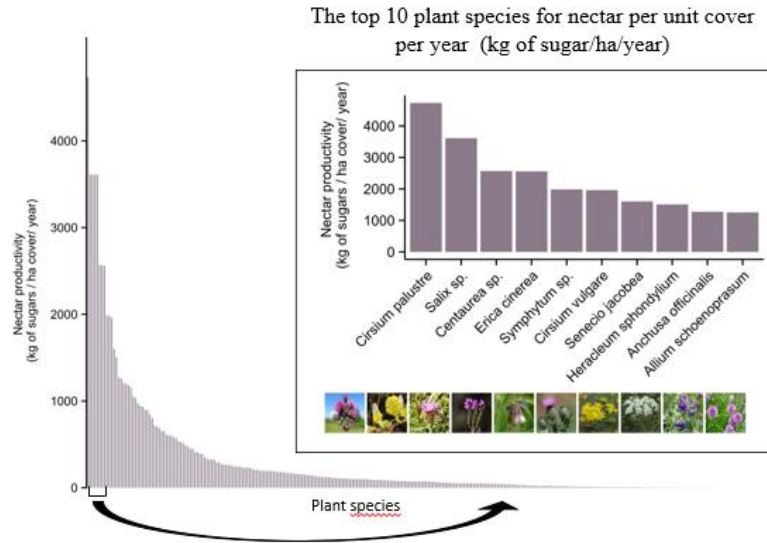 The top 10 plant species for nectar per unit cover
per year (kg of sugar/ha/year)
Nectar productivity
(kg of sugars / ha cover/ year)
4000
3000
2000
1000
0
Cirsium palustre
Salix sp.
Centaurea sp.
Erica cinerea
Symphytum sp.
Cirsium vulgare
Senecio jacobea
Heracleum sphondylium
Anchusa officinalis
Allium schoenoprasum
Nectar productivity
(kg of sugars / ha cover/ year)
4000
3000
2000
1000
0
Plant species